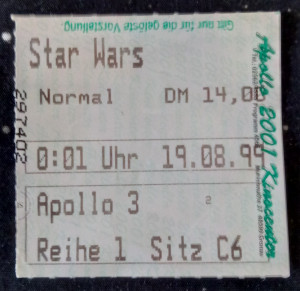 Gilt nur für die gelöste Vorstellung
Star Wars
Normal DM 14,00
297402
0:01 Uhr 19.08.99
Apollo 3
2
Reihe 1 Sitz C6
Apollo 2001 Kinocenter